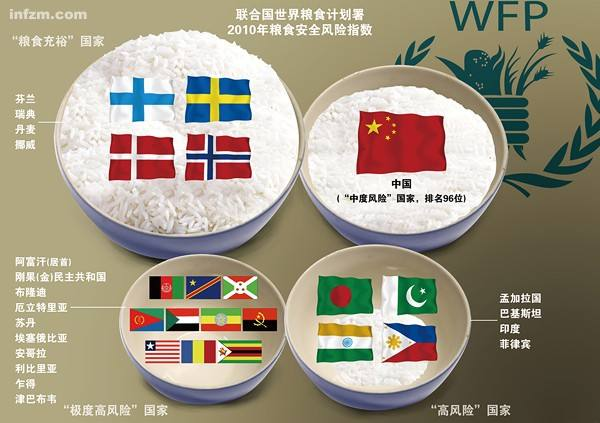 infzm.com
联合国世界粮食计划署
2010年粮食安全风险指数
WFP
“粮食充裕”国家
芬兰
瑞典
丹麦
挪威
中国
(“中度风险”国家，排名96位)
阿富汗(居首)
刚果(金)民主共和国
布隆迪
厄立特里亚
苏丹
埃塞俄比亚
安哥拉
利比里亚
乍得
津巴布韦
“极度高风险”国家
孟加拉国
巴基斯坦
印度
菲律宾
“高风险”国家